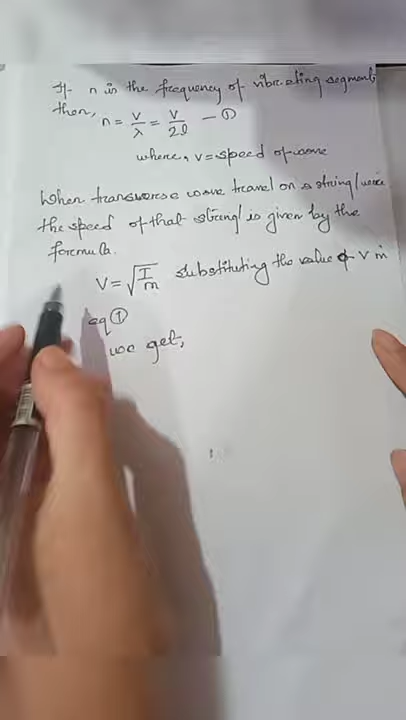 If n is the frequency of vibrating segments
then,
n = V/λ = V/2l — ①
where, v = speed of wave
When transverse wave travel on a string/wire
the speed of that string is given by the
formula.
V = √T/m substituting the value of V in
eq ①
we get,